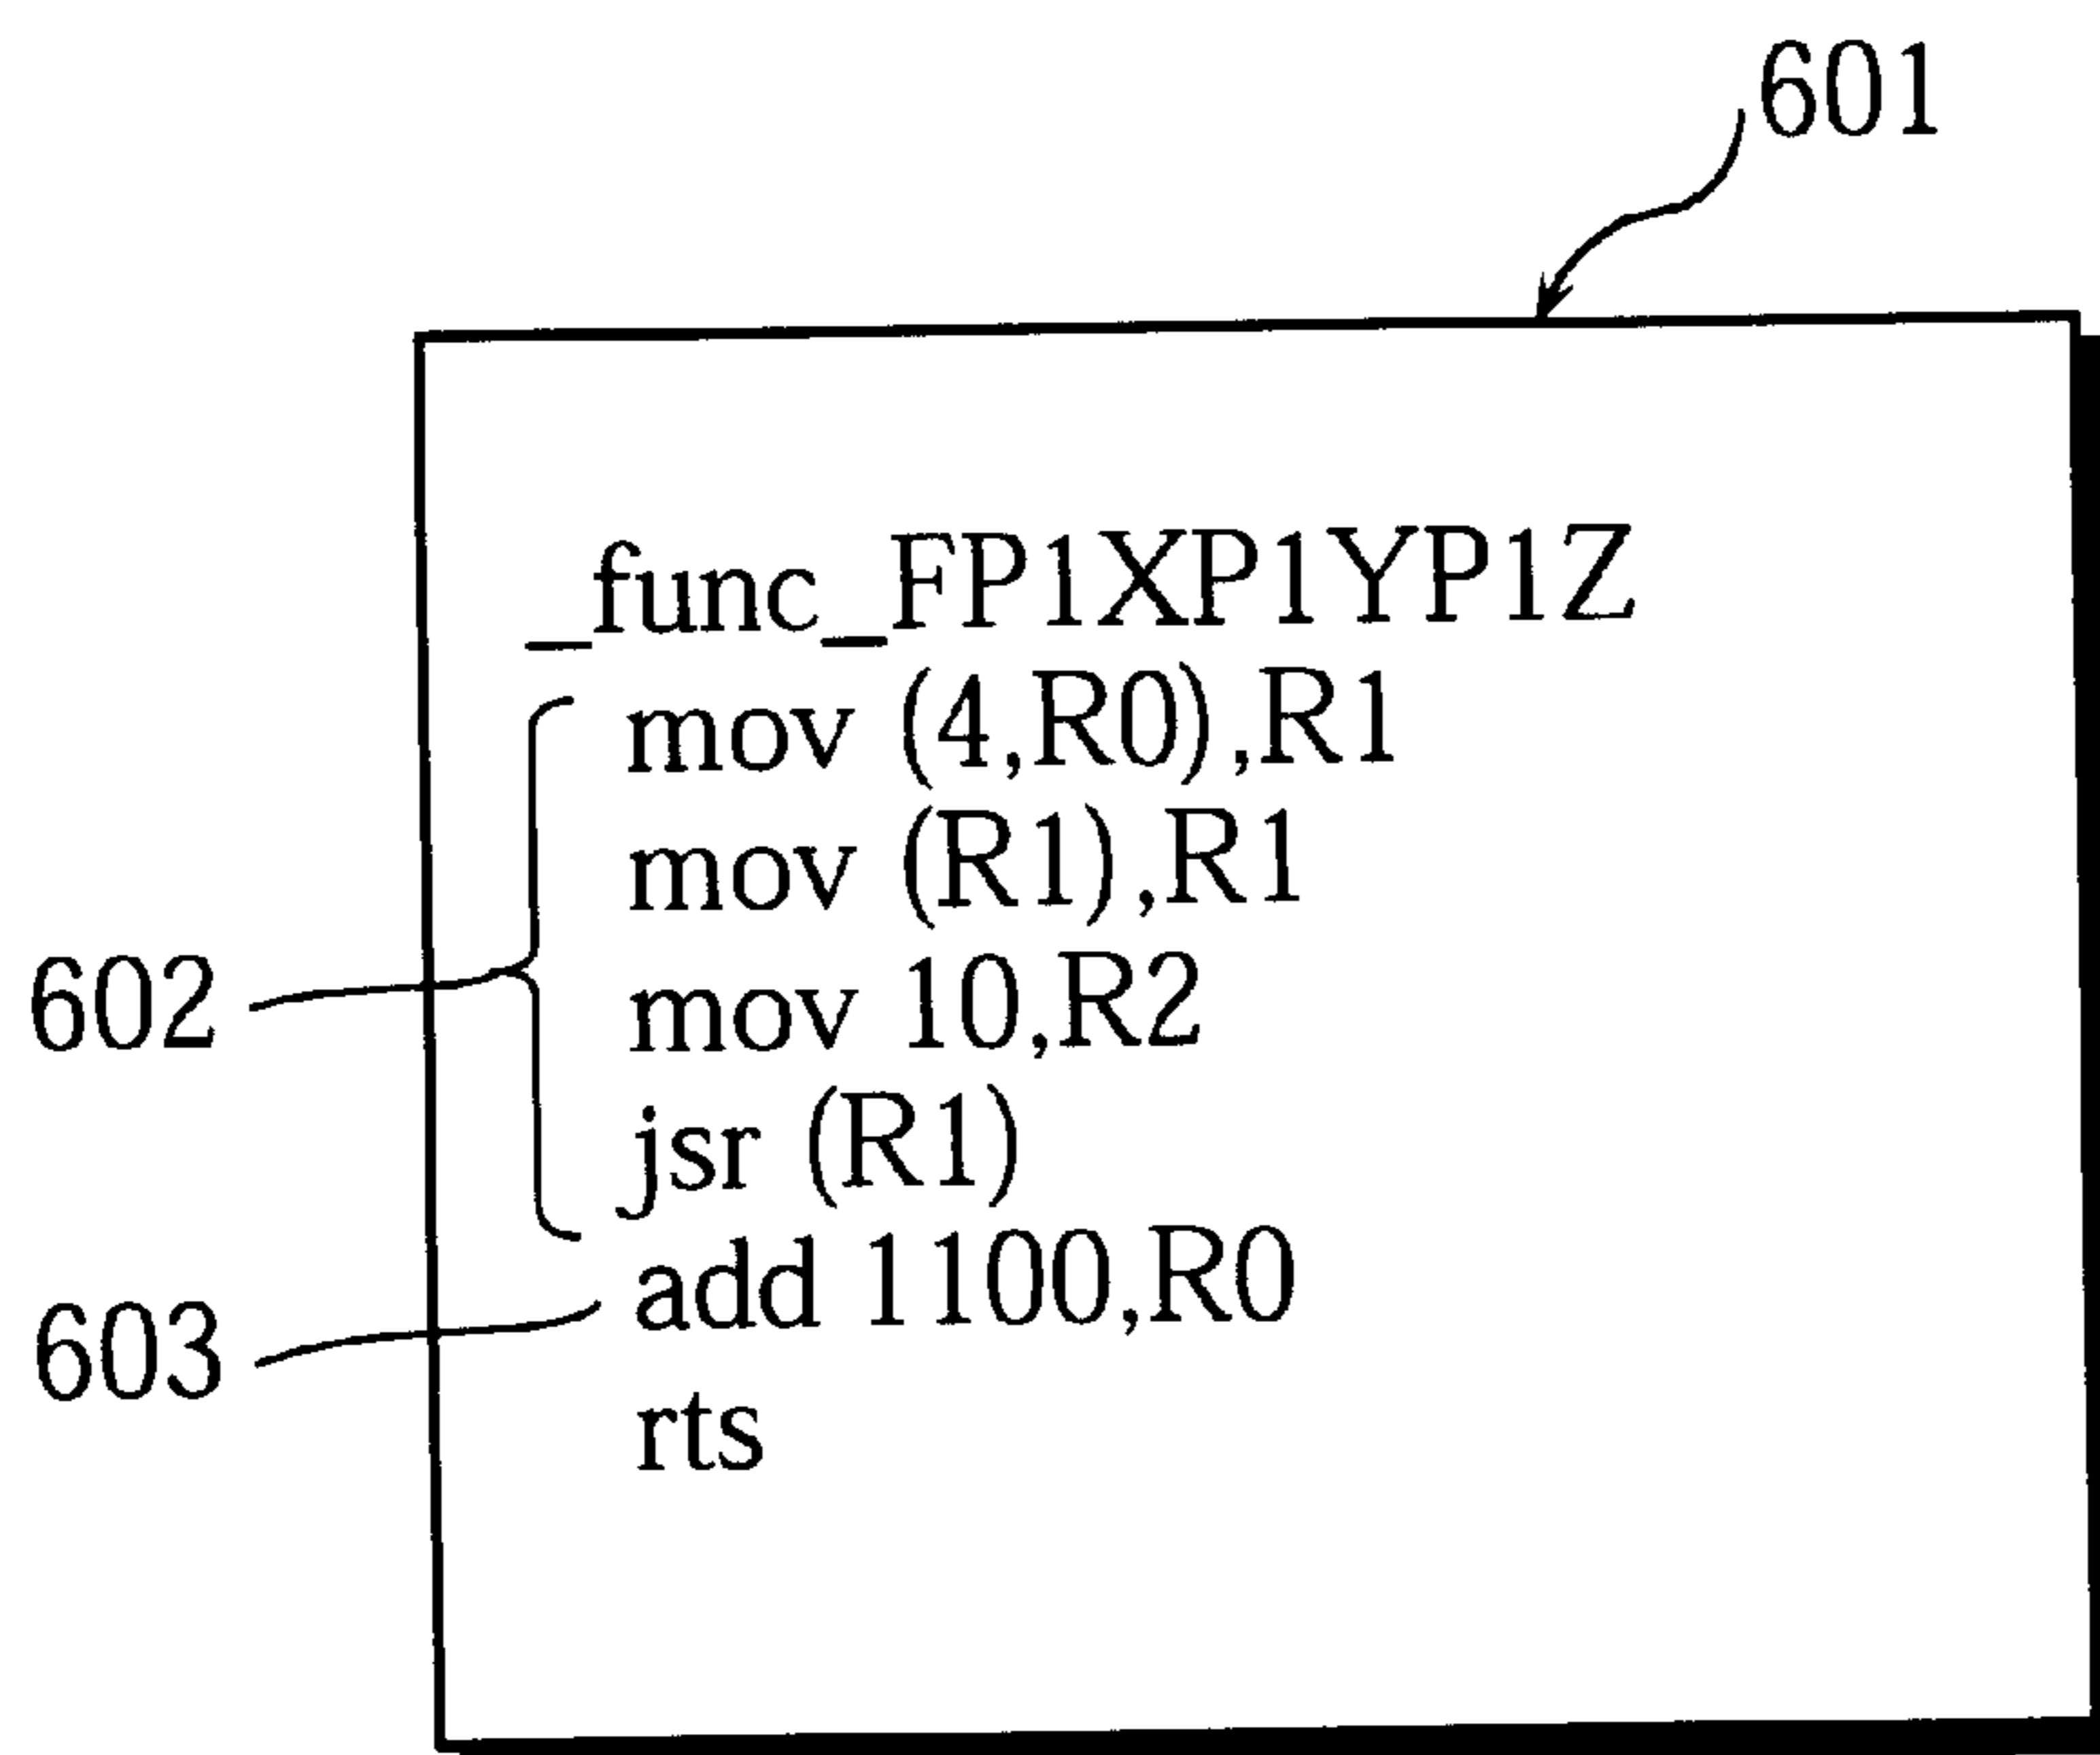 601
_func_FP1XP1YP1Z
mov (4,R0),R1
mov (R1),R1
602
mov 10,R2
jsr (R1)
add 1100,R0
603
rts